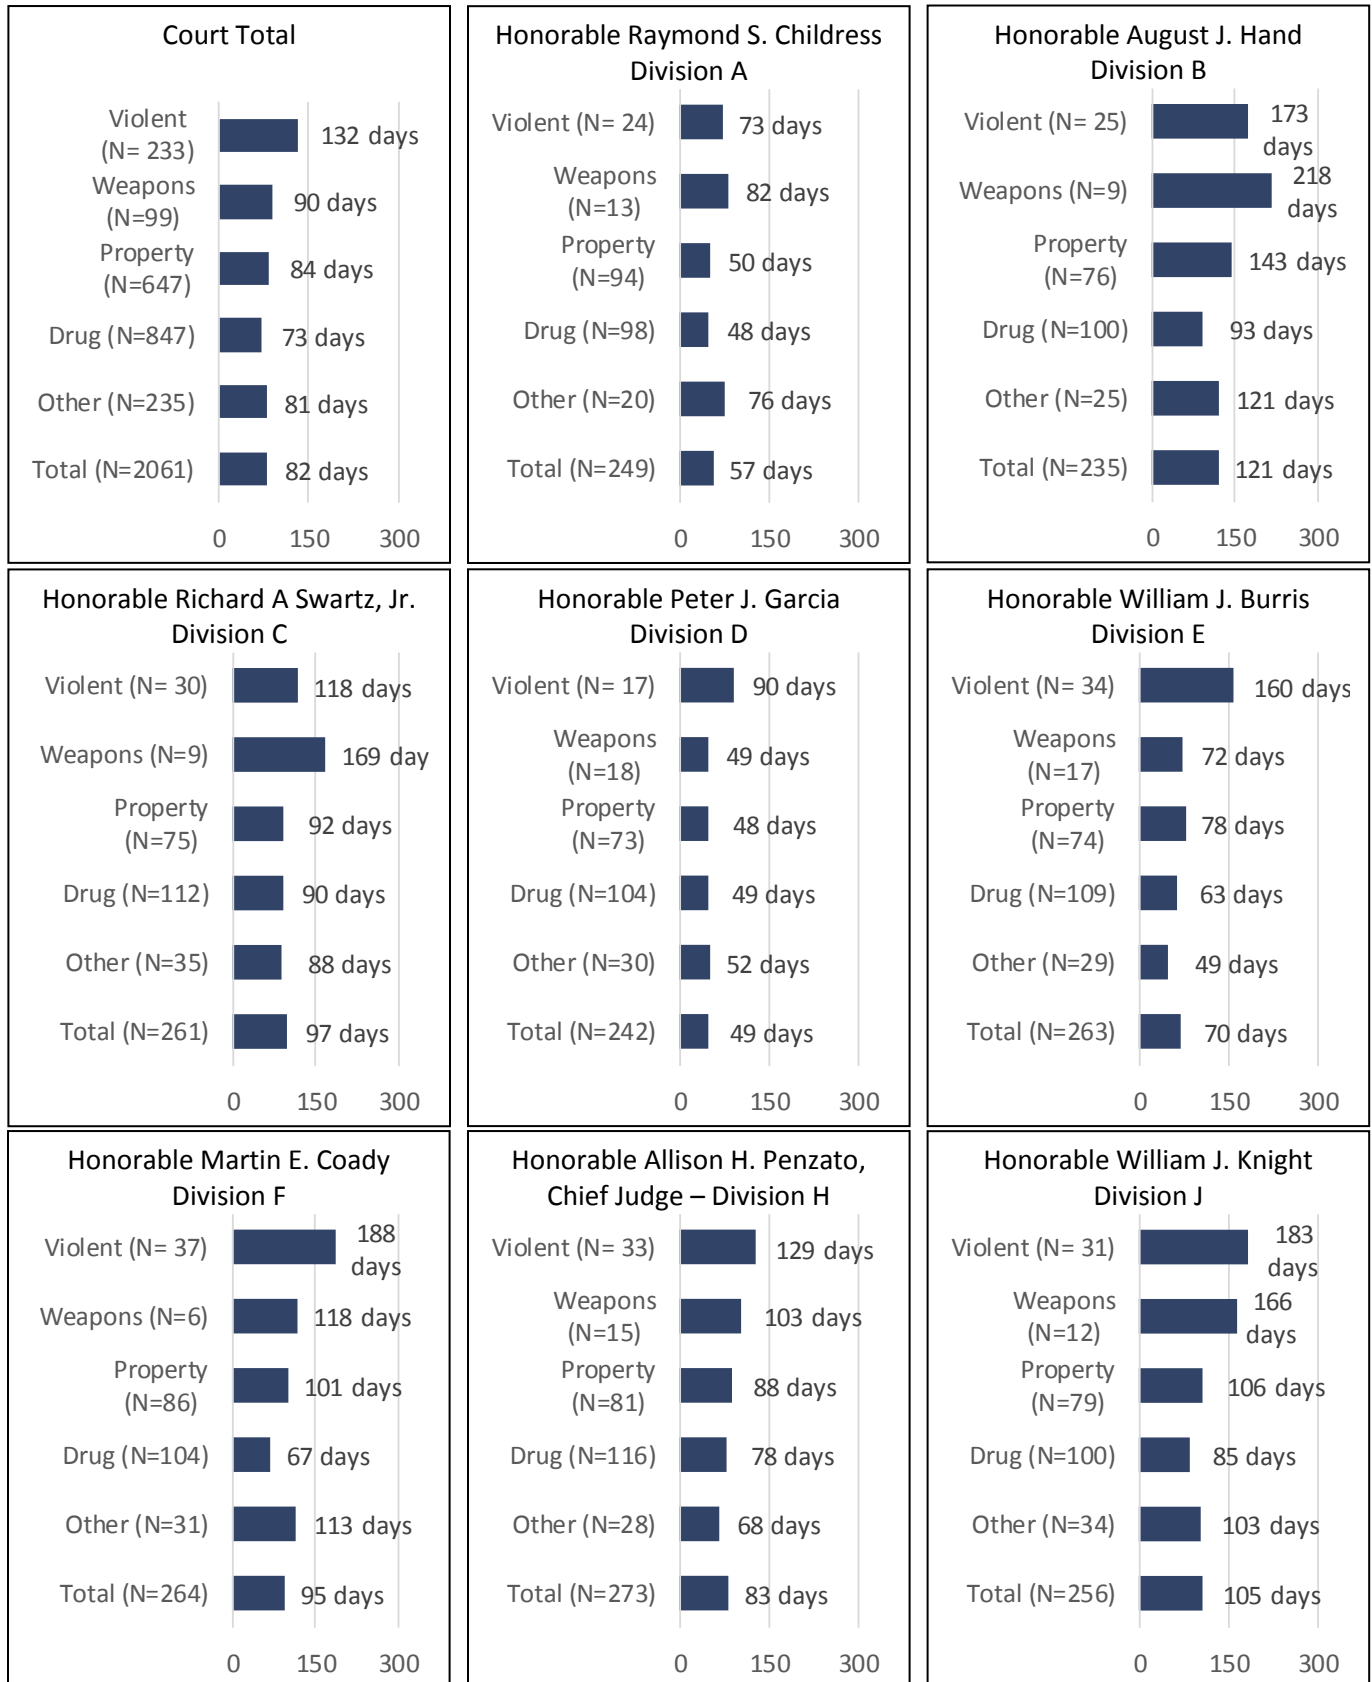 Court Total
Violent
(N= 233)
132 days
Weapons
(N=99)
90 days
Property
(N=647)
84 days
Drug (N=847)
73 days
Other (N=235)
81 days
Total (N=2061)
82 days
0 150 300
Honorable Raymond S. Childress
Division A
Violent (N= 24)
73 days
Weapons
(N=13)
82 days
Property
(N=94)
50 days
Drug (N=98)
48 days
Other (N=20)
76 days
Total (N=249)
57 days
0 150 300
Honorable August J. Hand
Division B
Violent (N= 25)
173
days
Weapons (N=9)
218
days
Property
(N=76)
143 days
Drug (N=100)
93 days
Other (N=25)
121 days
Total (N=235)
121 days
0 150 300
Honorable Richard A Swartz, Jr.
Division C
Violent (N= 30)
118 days
Weapons (N=9)
169 day
Property
(N=75)
92 days
Drug (N=112)
90 days
Other (N=35)
88 days
Total (N=261)
97 days
0 150 300
Honorable Peter J. Garcia
Division D
Violent (N= 17)
90 days
Weapons
(N=18)
49 days
Property
(N=73)
48 days
Drug (N=104)
49 days
Other (N=30)
52 days
Total (N=242)
49 days
0 150 300
Honorable William J. Burris
Division E
Violent (N= 34)
160 days
Weapons
(N=17)
72 days
Property
(N=74)
78 days
Drug (N=109)
63 days
Other (N=29)
49 days
Total (N=263)
70 days
0 150 300
Honorable Martin E. Coady
Division F
Violent (N= 37)
188
days
Weapons (N=6)
118 days
Property
(N=86)
101 days
Drug (N=104)
67 days
Other (N=31)
113 days
Total (N=264)
95 days
0 150 300
Honorable Allison H. Penzato,
Chief Judge – Division H
Violent (N= 33)
129 days
Weapons
(N=15)
103 days
Property
(N=81)
88 days
Drug (N=116)
78 days
Other (N=28)
68 days
Total (N=273)
83 days
0 150 300
Honorable William J. Knight
Division J
Violent (N= 31)
183
days
Weapons
(N=12)
166
days
Property
(N=79)
106 days
Drug (N=100)
85 days
Other (N=34)
103 days
Total (N=256)
105 days
0 150 300